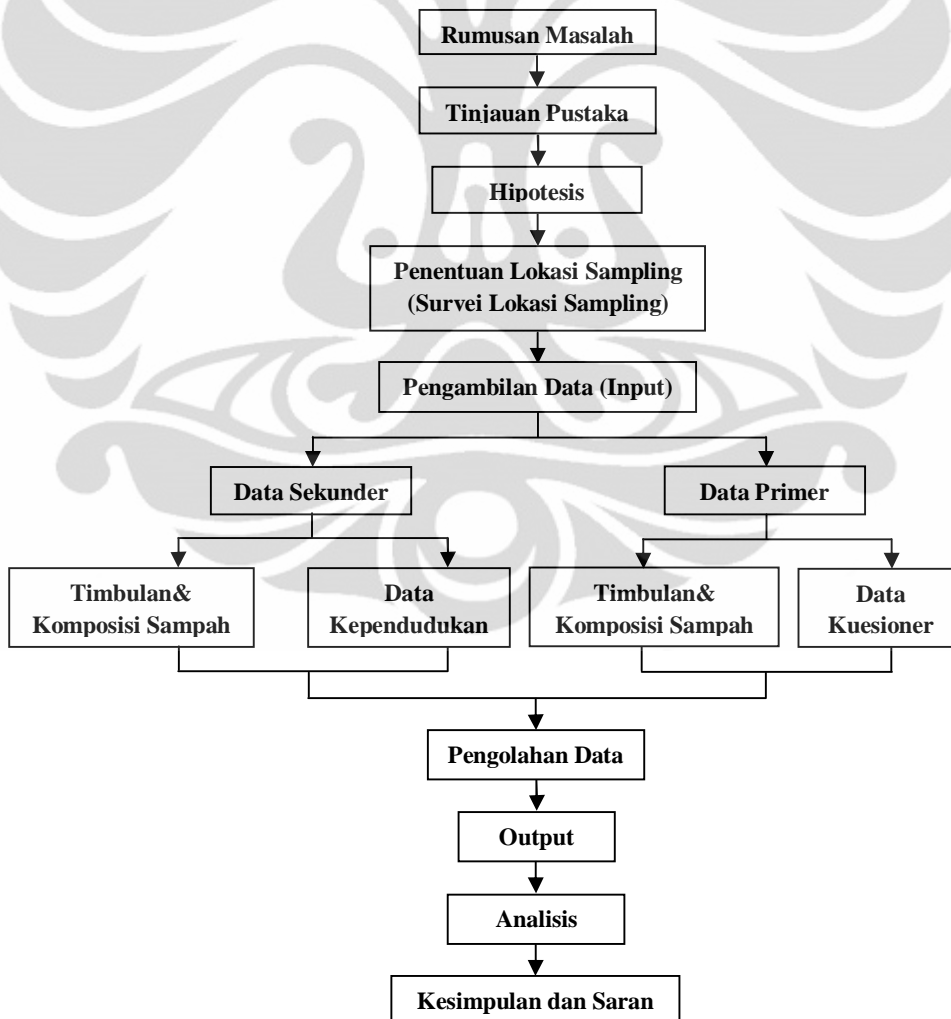 Rumusan Masalah
Tinjauan Pustaka
Hipotesis
Penentuan Lokasi Sampling
(Survei Lokasi Sampling)
Pengambilan Data (Input)
Data Sekunder
Data Primer
Timbulan&
Komposisi Sampah
Data
Kependudukan
Timbulan&
Komposisi Sampah
Data
Kuesioner
Pengolahan Data
Output
Analisis
Kesimpulan dan Saran